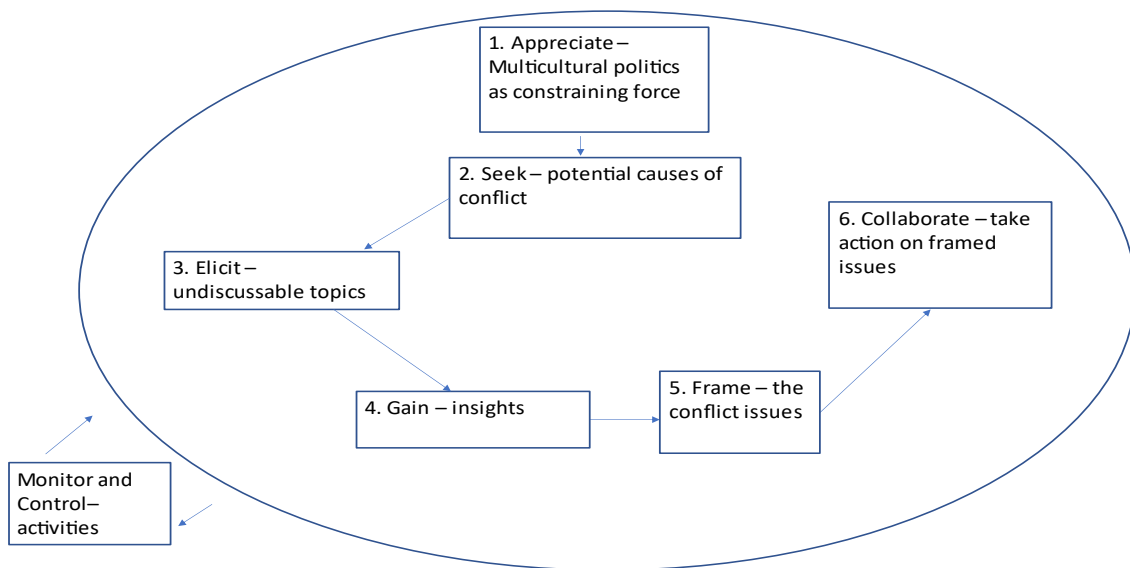 1. Appreciate –
Multicultural politics
as constraining force
2. Seek – potential causes of
conflict
3. Elicit –
undiscussable topics
4. Gain – insights
5. Frame – the
conflict issues
6. Collaborate – take
action on framed
issues
Monitor and
Control–
activities